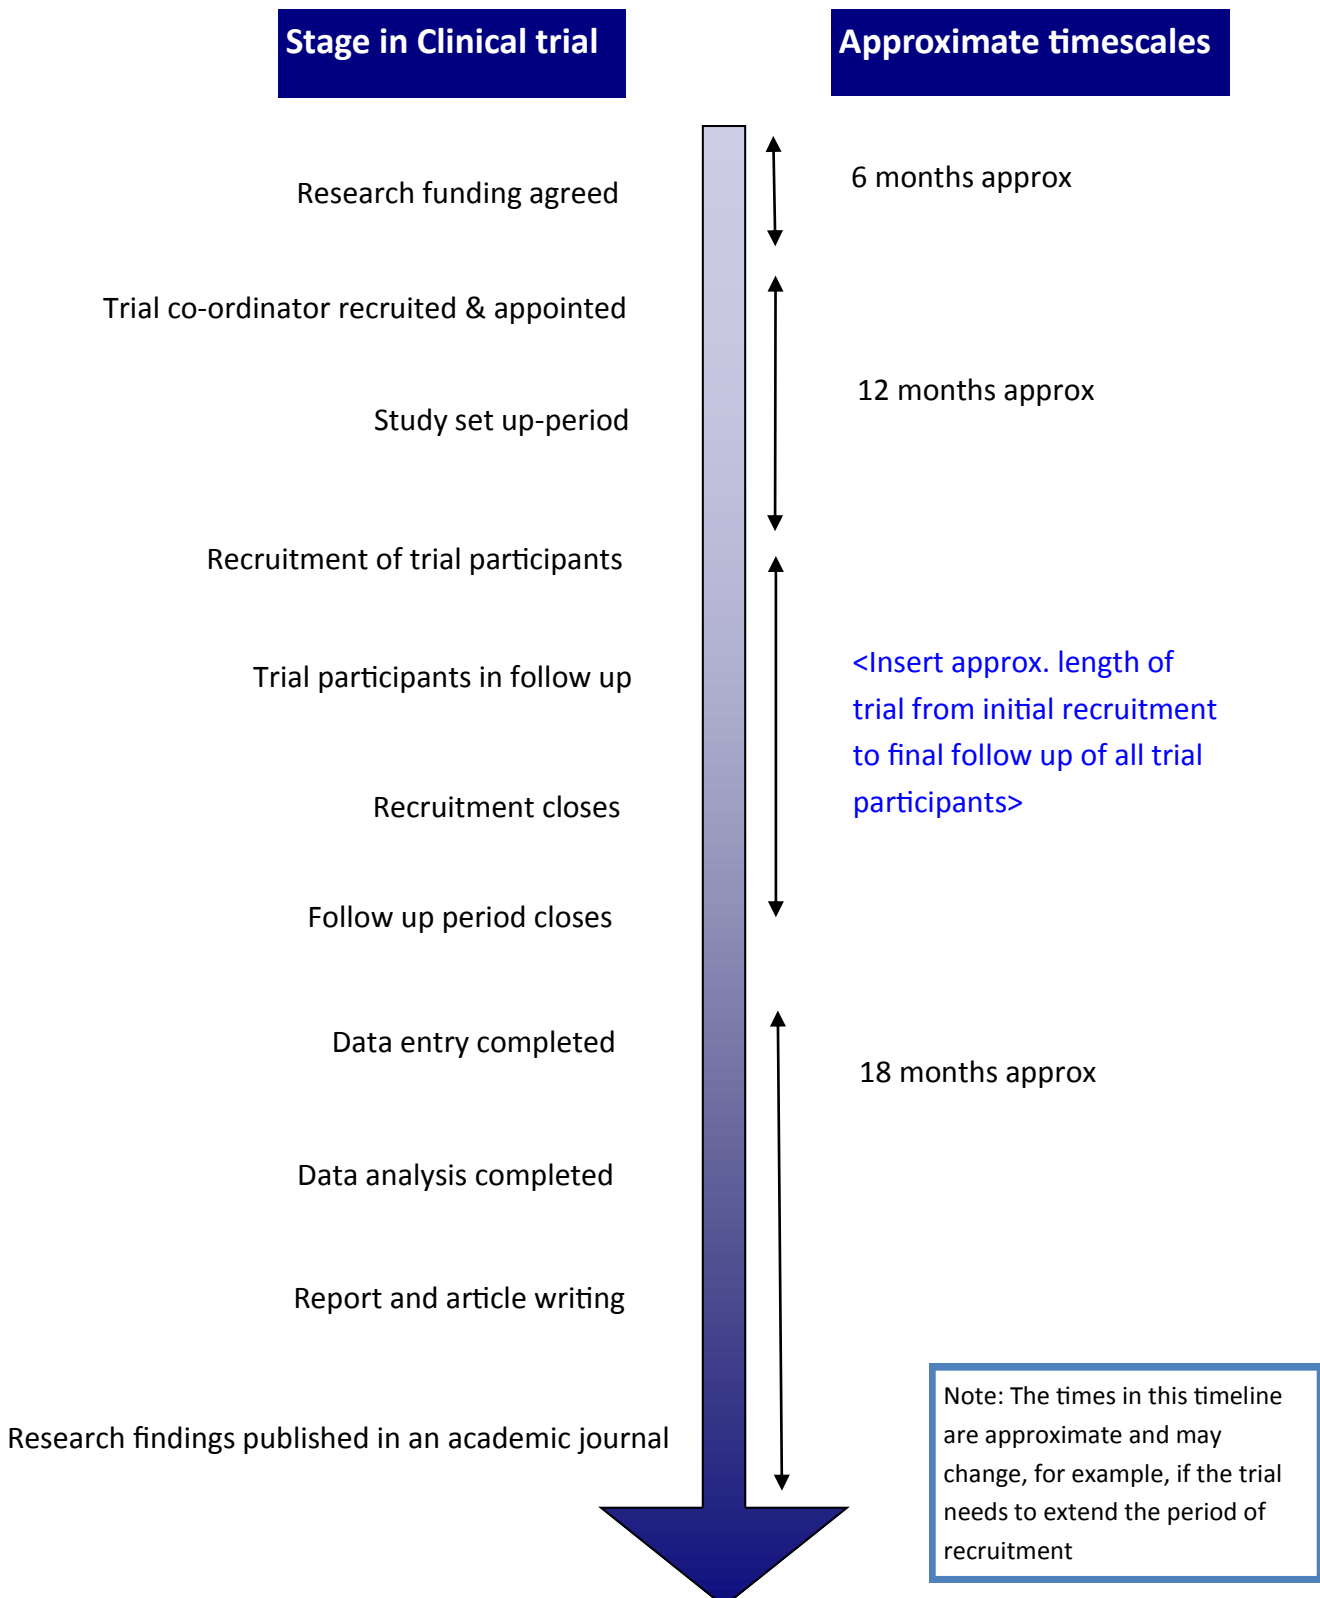 Stage in Clinical trial
Approximate timescales
Research funding agreed
6 months approx
Trial co-ordinator recruited & appointed
12 months approx
Study set up-period
Recruitment of trial participants
Trial participants in follow up
<Insert approx. length of
trial from initial recruitment
to final follow up of all trial
participants>
Recruitment closes
Follow up period closes
Data entry completed
18 months approx
Data analysis completed
Report and article writing
Research findings published in an academic journal
Note: The times in this timeline
are approximate and may
change, for example, if the trial
needs to extend the period of
recruitment